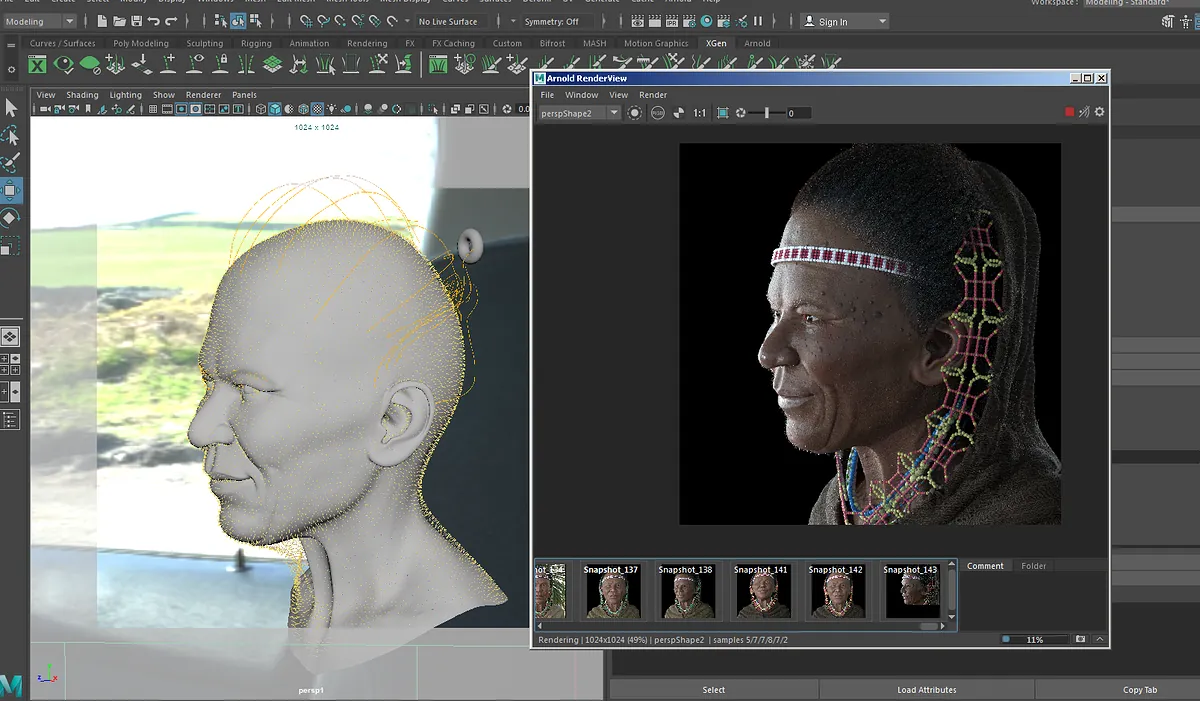 Workspace : Modeling - Standard*
Modeling
No Live Surface
Symmetry: Off
Sign In
Curves / Surfaces Poly Modeling Sculpting Rigging Animation Rendering FX FX Caching Custom Bifrost MASH Motion Graphics XGen Arnold
View Shading Lighting Show Renderer Panels
0.0
1024 x 1024
persp1
Arnold RenderView
File Window View Render
perspShape2
1:1
0
Snapshot_137 Snapshot_138 Snapshot_141 Snapshot_142 Snapshot_143
Comment Folder
Rendering | 1024x1024 (49%) | perspShape2 | samples 5/7/7/8/7/2
11%
Select Load Attributes Copy Tab